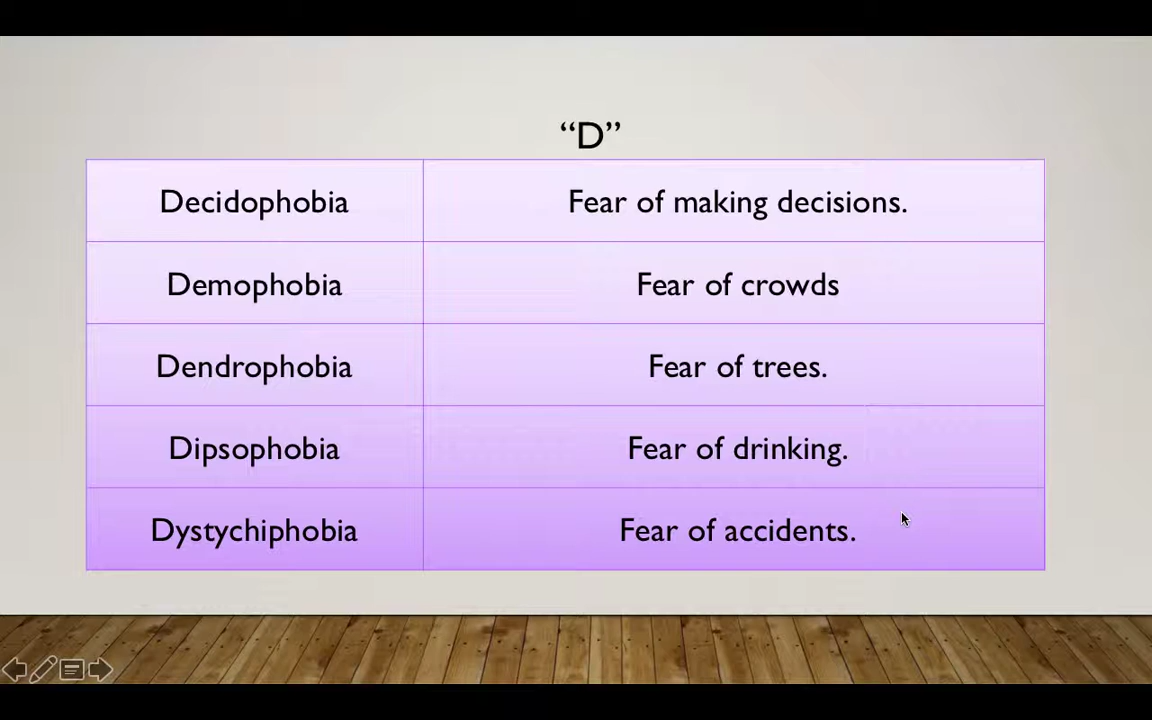 “D”
Decidophobia Fear of making decisions.
Demophobia Fear of crowds
Dendrophobia Fear of trees.
Dipsophobia Fear of drinking.
Dystychiphobia Fear of accidents.